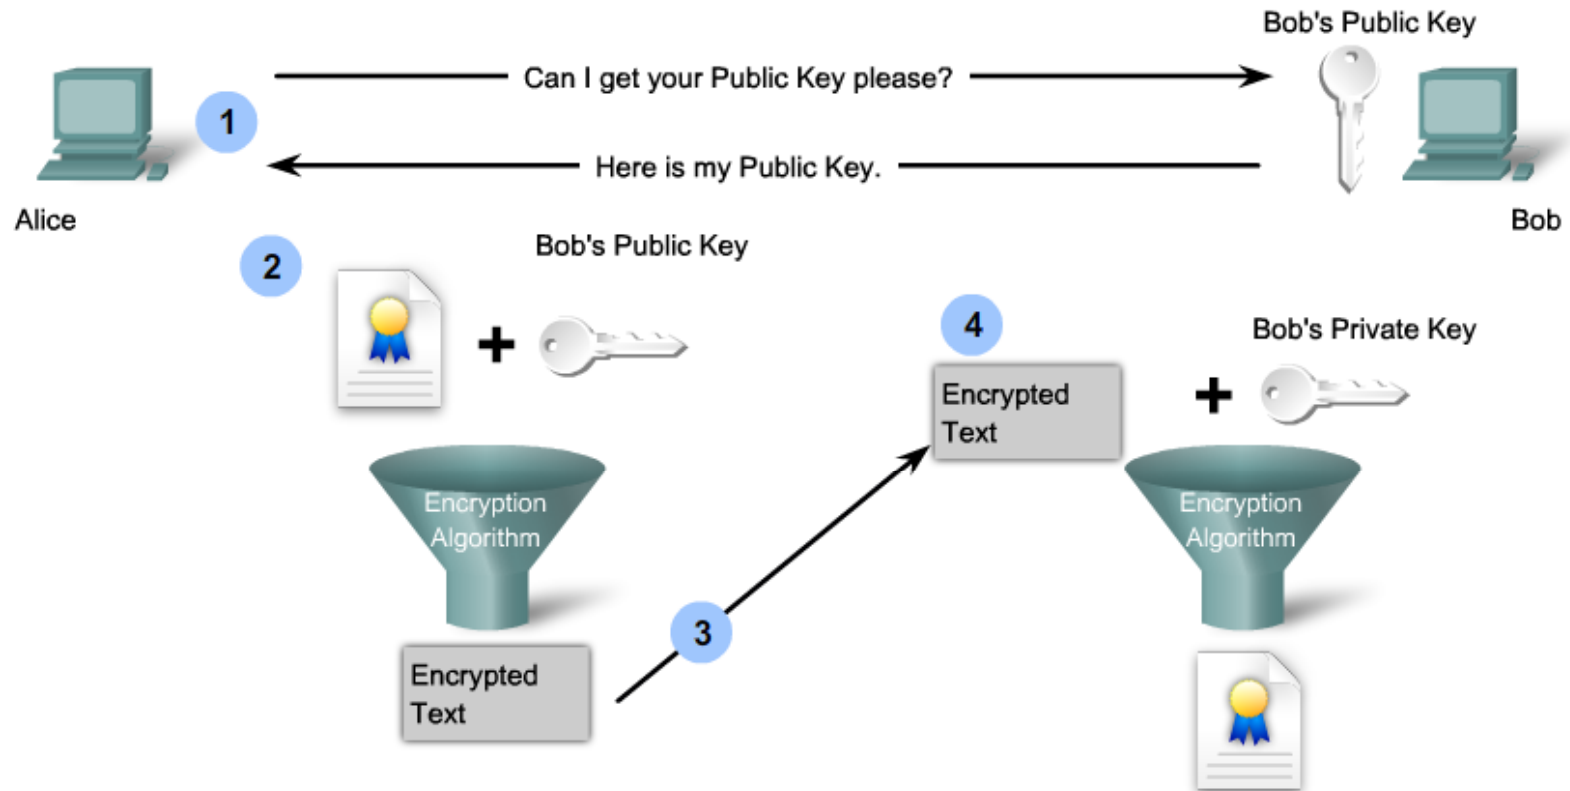 Bob's Public Key
Can I get your Public Key please?
1
Here is my Public Key.
Alice
Bob
2
Bob's Public Key
4
Bob's Private Key
Encrypted
Text
Encryption
Algorithm
Encryption
Algorithm
3
Encrypted
Text